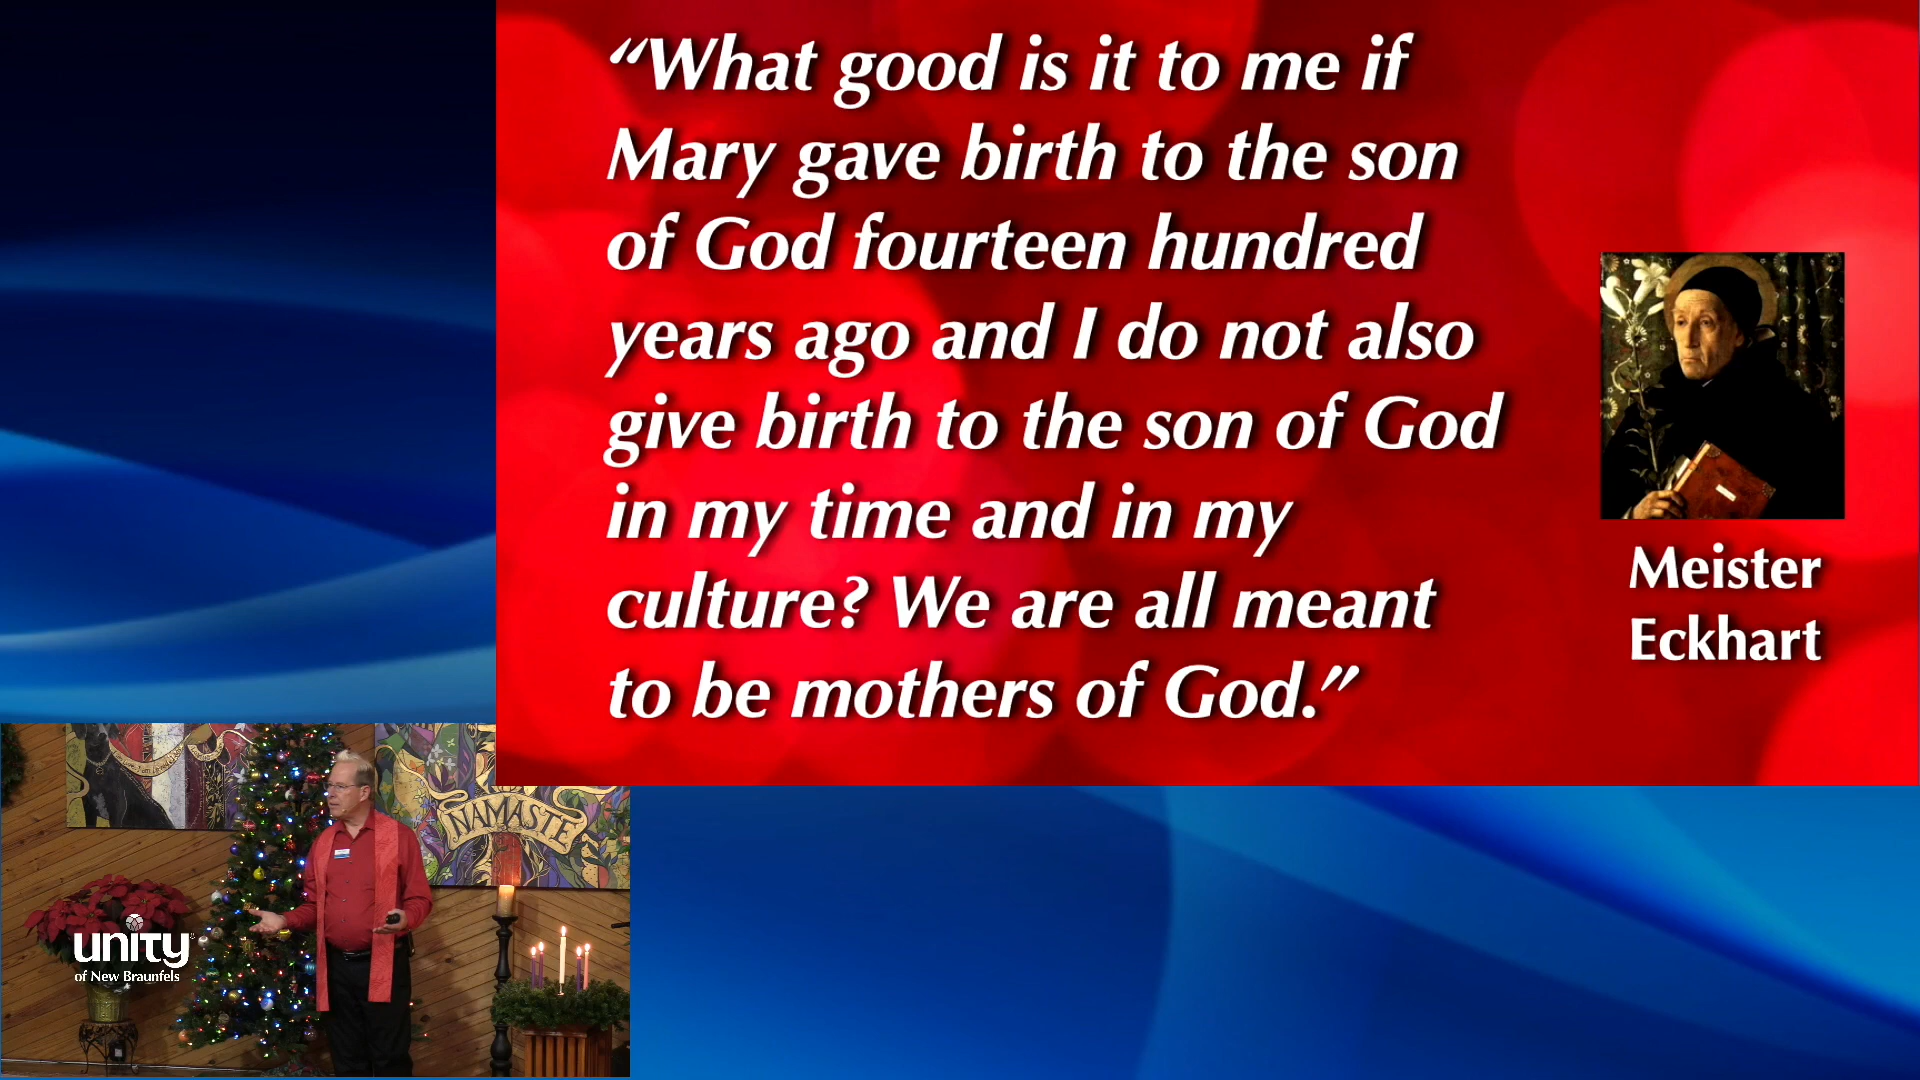 “What good is it to me if
Mary gave birth to the son
of God fourteen hundred
years ago and I do not also
give birth to the son of God
in my time and in my
culture? We are all meant
to be mothers of God.”
Meister
Eckhart
NAMASTE
unity
of New Braunfels